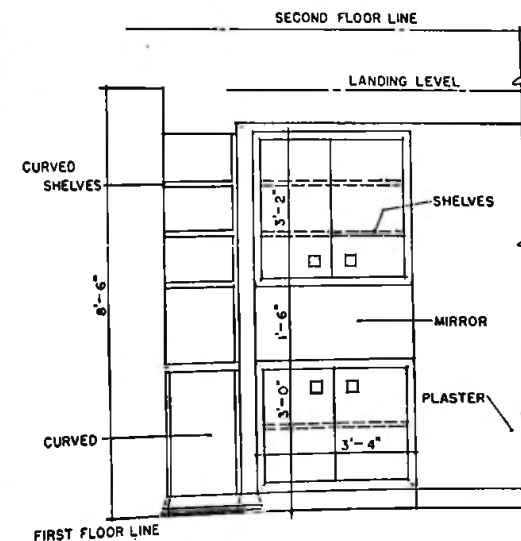 SECOND FLOOR LINE
LANDING LEVEL
CURVED
SHELVES
3'-2"
SHELVES
8'-6"
1'-6"
MIRROR
3'-0"
PLASTER
3'-4"
CURVED
FIRST FLOOR LINE